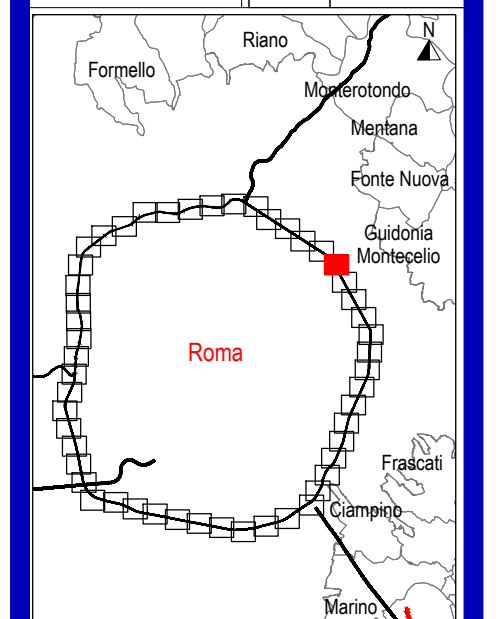 Riano
N
Formello
Monterotondo
Mentana
Fonte Nuova
Guidonia
Montecelio
Roma
Frascati
Ciampino
Marino